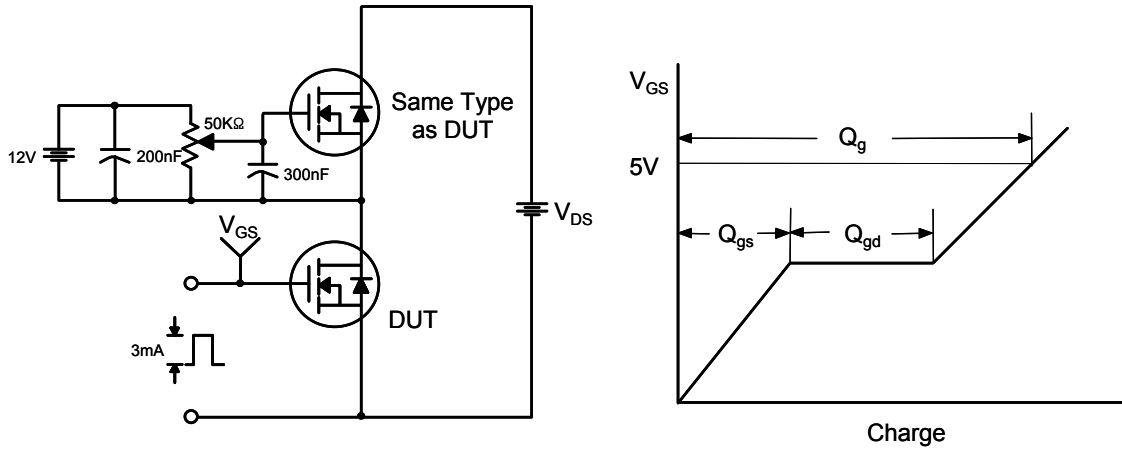 Same Type
as DUT
50KΩ
12V
200nF
300nF
V_DS
V_GS
DUT
3mA
V_GS
Q_g
5V
Q_gs
Q_gd
Charge